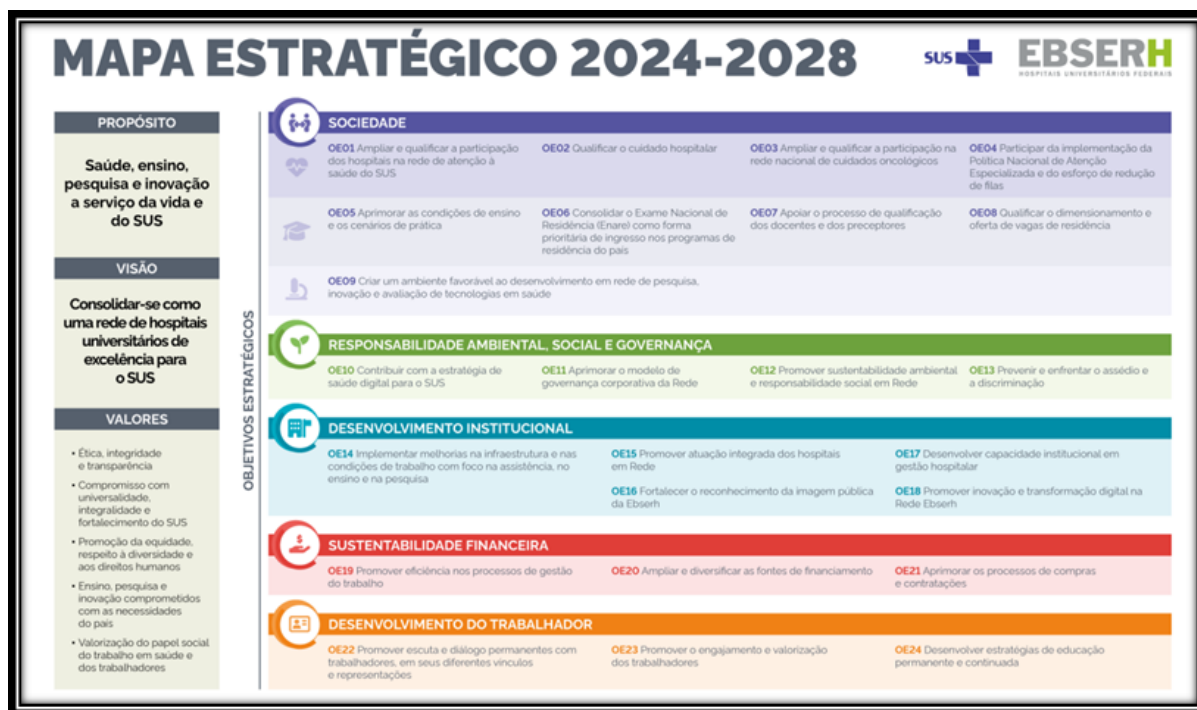 MAPA ESTRATÉGICO 2024-2028
SUS
EBSERH
HOSPITAIS UNIVERSITÁRIOS FEDERAIS
PROPÓSITO
Saúde, ensino,
pesquisa e inovação
a serviço da vida e
do SUS
VISÃO
Consolidar-se como
uma rede de hospitais
universitários de
excelência para
o SUS
VALORES
• Ética, integridade
e transparência
• Compromisso com
universalidade,
integralidade e
fortalecimento do SUS
• Promoção da equidade,
respeito à diversidade e
aos direitos humanos
• Ensino, pesquisa e
inovação comprometidos
com as necessidades
do país
• Valorização do papel social
do trabalho em saúde e
dos trabalhadores
OBJETIVOS ESTRATÉGICOS
SOCIEDADE
OE01 Ampliar e qualificar a participação
dos hospitais na rede de atenção à
saúde do SUS
OE02 Qualificar o cuidado hospitalar
OE03 Ampliar e qualificar a participação na
rede nacional de cuidados oncológicos
OE04 Participar da implementação da
Política Nacional de Atenção
Especializada e do esforço de redução
de filas
OE05 Aprimorar as condições de ensino
e os cenários de prática
OE06 Consolidar o Exame Nacional de
Residência (Enare) como forma
prioritária de ingresso nos programas de
residência do país
OE07 Apoiar o processo de qualificação
dos docentes e dos preceptores
OE08 Qualificar o dimensionamento e
oferta de vagas de residência
OE09 Criar um ambiente favorável ao desenvolvimento em rede de pesquisa,
inovação e avaliação de tecnologias em saúde
RESPONSABILIDADE AMBIENTAL, SOCIAL E GOVERNANÇA
OE10 Contribuir com a estratégia de
saúde digital para o SUS
OE11 Aprimorar o modelo de
governança corporativa da Rede
OE12 Promover sustentabilidade ambiental
e responsabilidade social em Rede
OE13 Prevenir e enfrentar o assédio e
a discriminação
DESENVOLVIMENTO INSTITUCIONAL
OE14 Implementar melhorias na infraestrutura e nas
condições de trabalho com foco na assistência, no
ensino e na pesquisa
OE15 Promover atuação integrada dos hospitais
em Rede
OE16 Fortalecer o reconhecimento da imagem pública
da Ebserh
OE17 Desenvolver capacidade institucional em
gestão hospitalar
OE18 Promover inovação e transformação digital na
Rede Ebserh
SUSTENTABILIDADE FINANCEIRA
OE19 Promover eficiência nos processos de gestão
do trabalho
OE20 Ampliar e diversificar as fontes de financiamento
OE21 Aprimorar os processos de compras
e contratações
DESENVOLVIMENTO DO TRABALHADOR
OE22 Promover escuta e diálogo permanentes com
trabalhadores, em seus diferentes vínculos
e representações
OE23 Promover o engajamento e valorização
dos trabalhadores
OE24 Desenvolver estratégias de educação
permanente e continuada